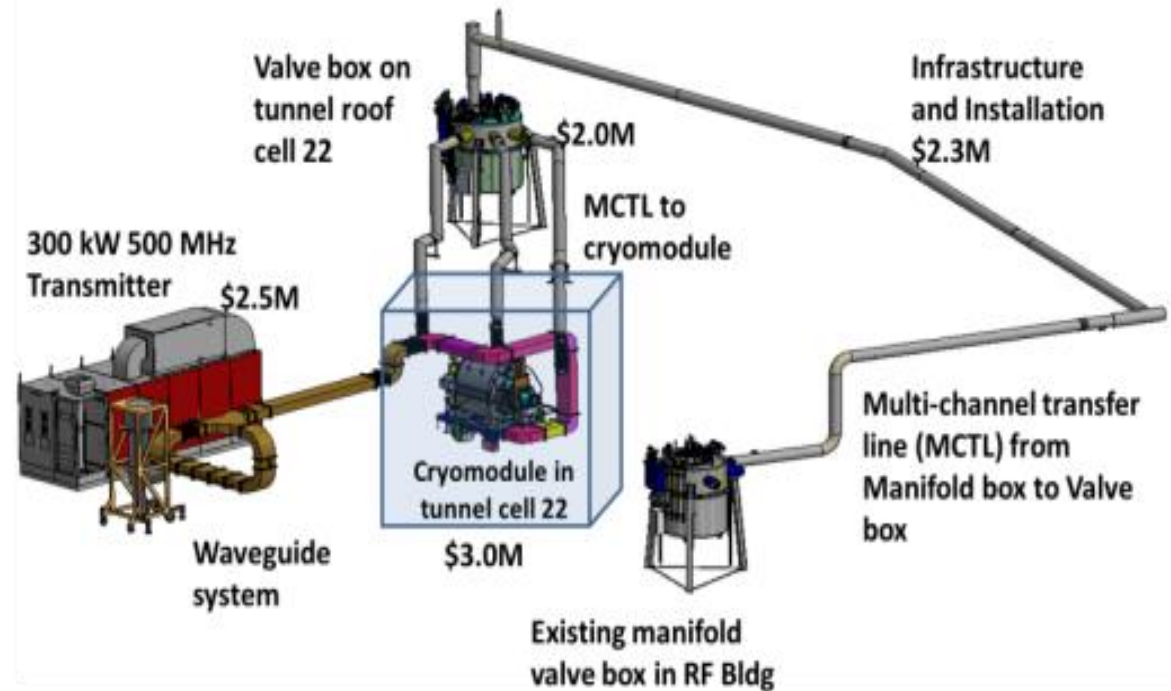 Valve box on
tunnel roof
cell 22
$2.0M
Infrastructure
and Installation
$2.3M
MCTL to
cryomodule
300 kW 500 MHz
Transmitter
$2.5M
Cryomodule in
tunnel cell 22
$3.0M
Waveguide
system
Multi-channel transfer
line (MCTL) from
Manifold box to Valve
box
Existing manifold
valve box in RF Bldg